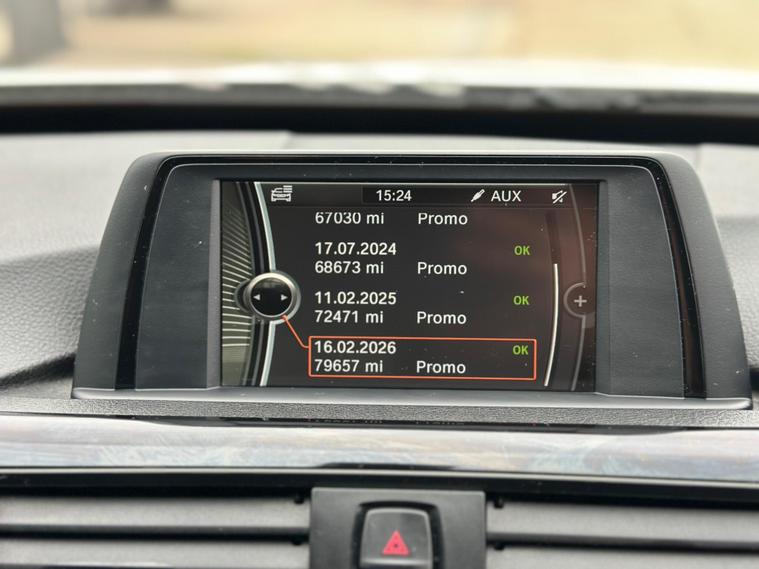 15:24 AUX
67030 mi Promo
17.07.2024 OK
68673 mi Promo
11.02.2025 OK
72471 mi Promo
16.02.2026 OK
79657 mi Promo